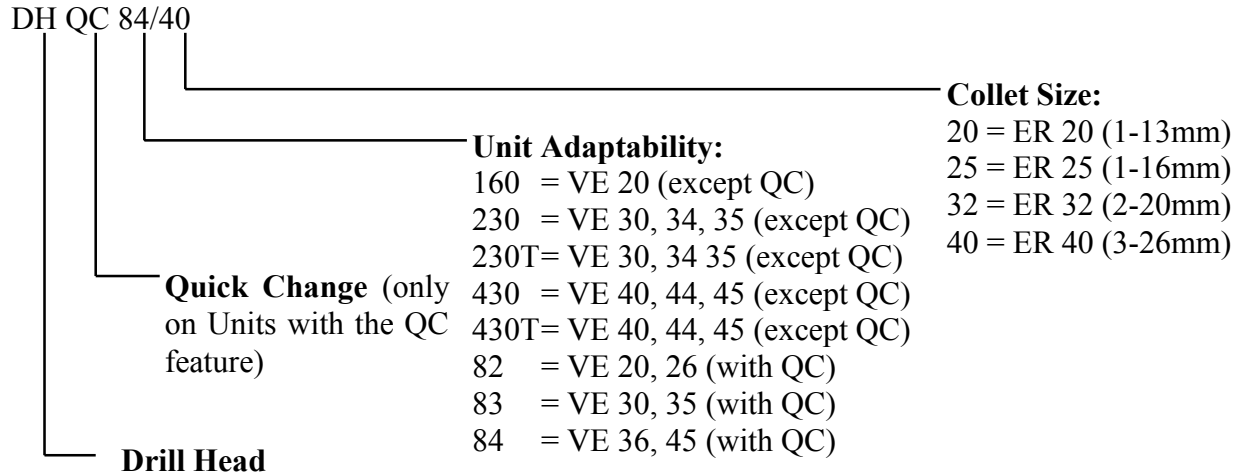 DH QC 84/40
Collet Size:
20 = ER 20 (1-13mm)
25 = ER 25 (1-16mm)
32 = ER 32 (2-20mm)
40 = ER 40 (3-26mm)
Unit Adaptability:
160 = VE 20 (except QC)
230 = VE 30, 34, 35 (except QC)
230T= VE 30, 34 35 (except QC)
430 = VE 40, 44, 45 (except QC)
430T= VE 40, 44, 45 (except QC)
82 = VE 20, 26 (with QC)
83 = VE 30, 35 (with QC)
84 = VE 36, 45 (with QC)
Quick Change (only
on Units with the QC
feature)
Drill Head